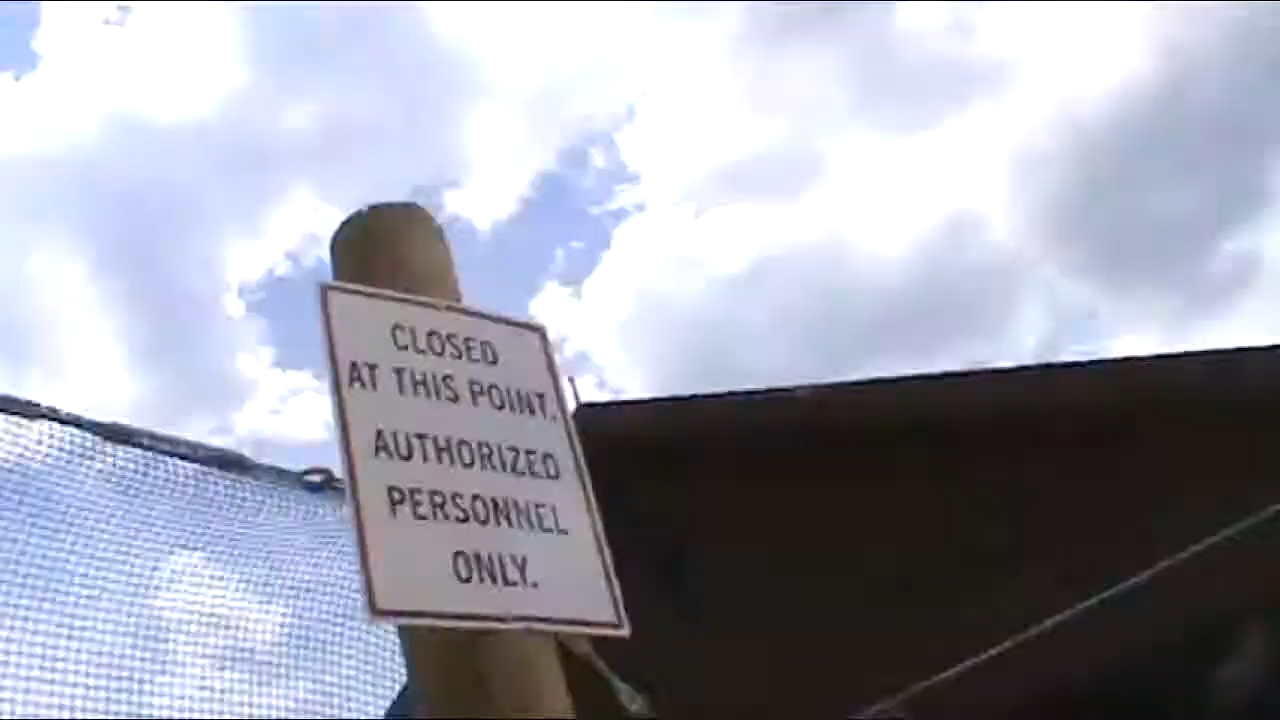 CLOSED
AT THIS POINT.
AUTHORIZED
PERSONNEL
ONLY.